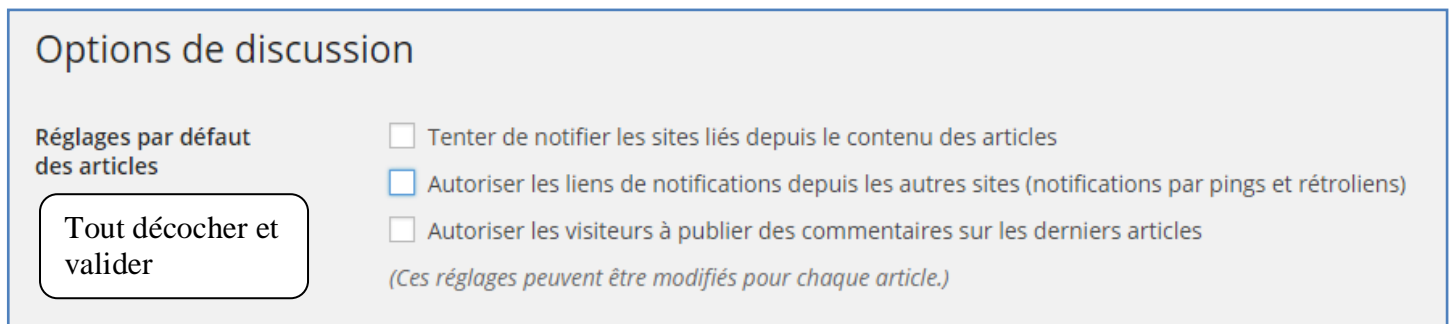 Options de discussion
Réglages par défaut
des articles
Tout décocher et
valider
Tenter de notifier les sites liés depuis le contenu des articles
Autoriser les liens de notifications depuis les autres sites (notifications par pings et rétroliens)
Autoriser les visiteurs à publier des commentaires sur les derniers articles
(Ces réglages peuvent être modifiés pour chaque article.)